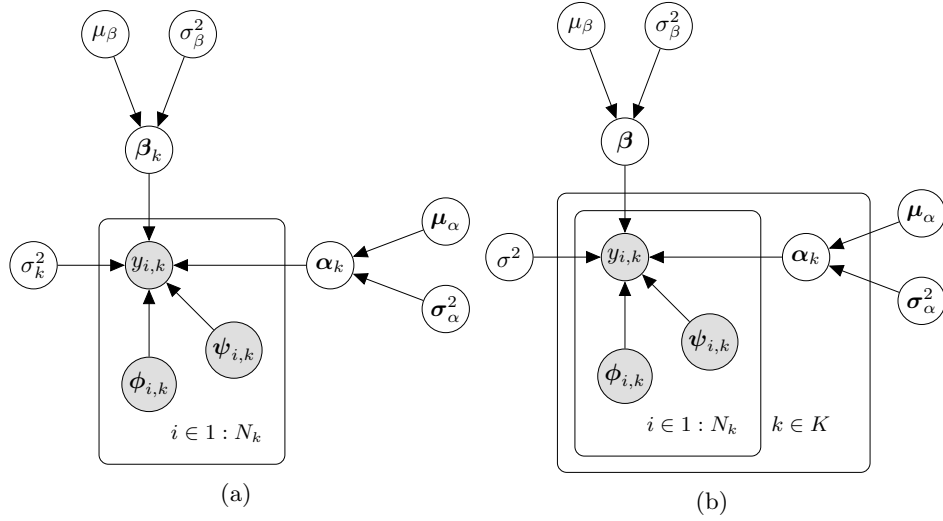 μ_β σ²_β
β_k
σ²_k y_{i,k} α_k μ_α
σ²_α
ϕ_{i,k} ψ_{i,k}
i ∈ 1 : N_k
(a)
μ_β σ²_β
β
σ² y_{i,k} α_k μ_α
σ²_α
ϕ_{i,k} ψ_{i,k}
i ∈ 1 : N_k k ∈ K
(b)